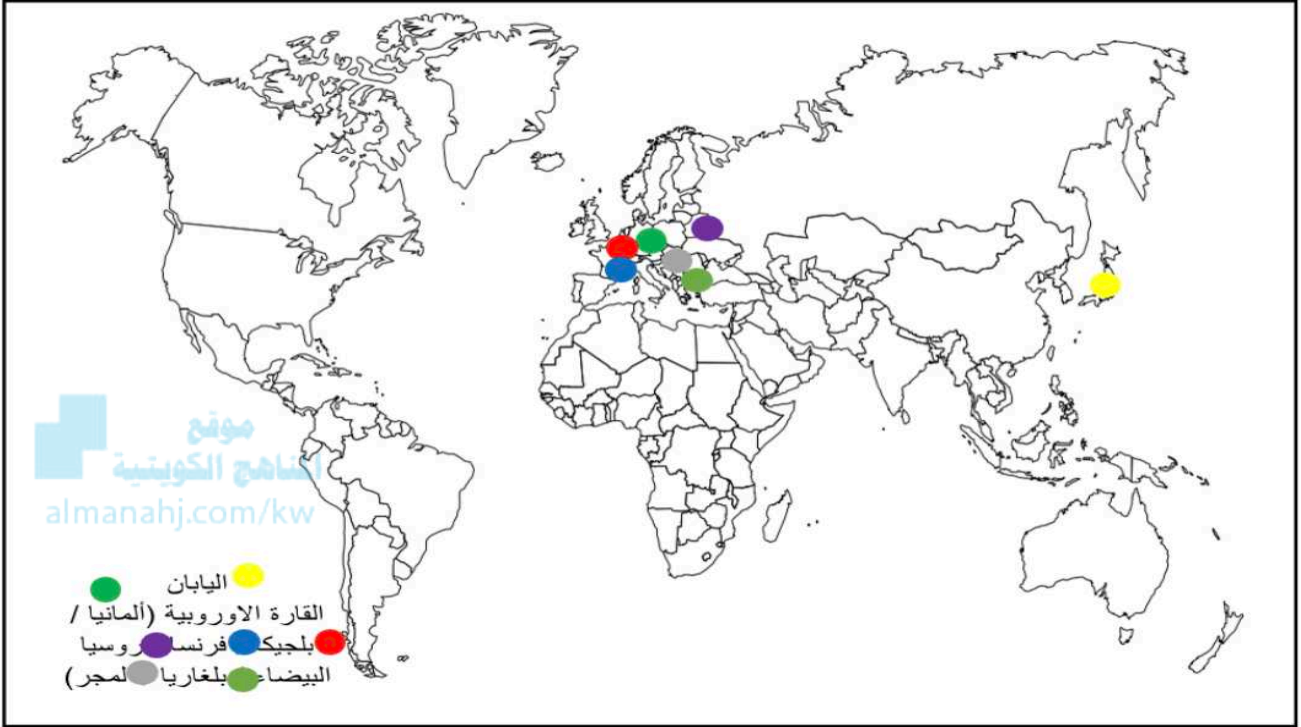 موقع
المناهج الكويتية
almanahj.com/kw
اليابان
القارة الاوروبية (ألمانيا /
بلجيكا فرنسا روسيا
البيضاء بلغاريا المجر)